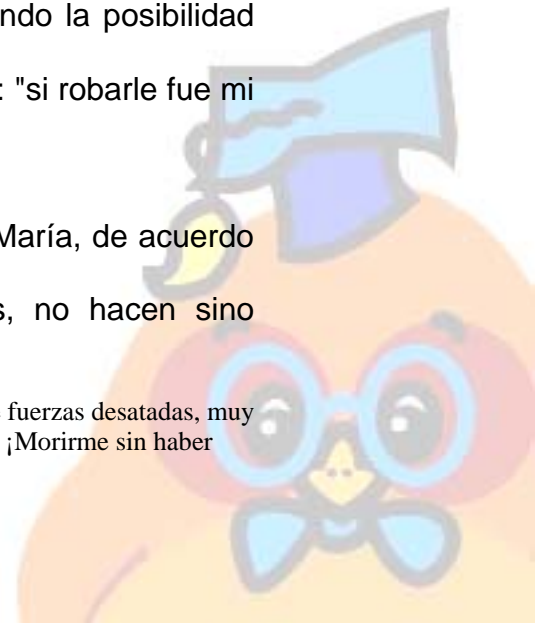 ndo la posibilidad
: "si robarle fue mi
María, de acuerdo
s, no hacen sino
fuerzas desatadas, muy
¡Morirme sin haber